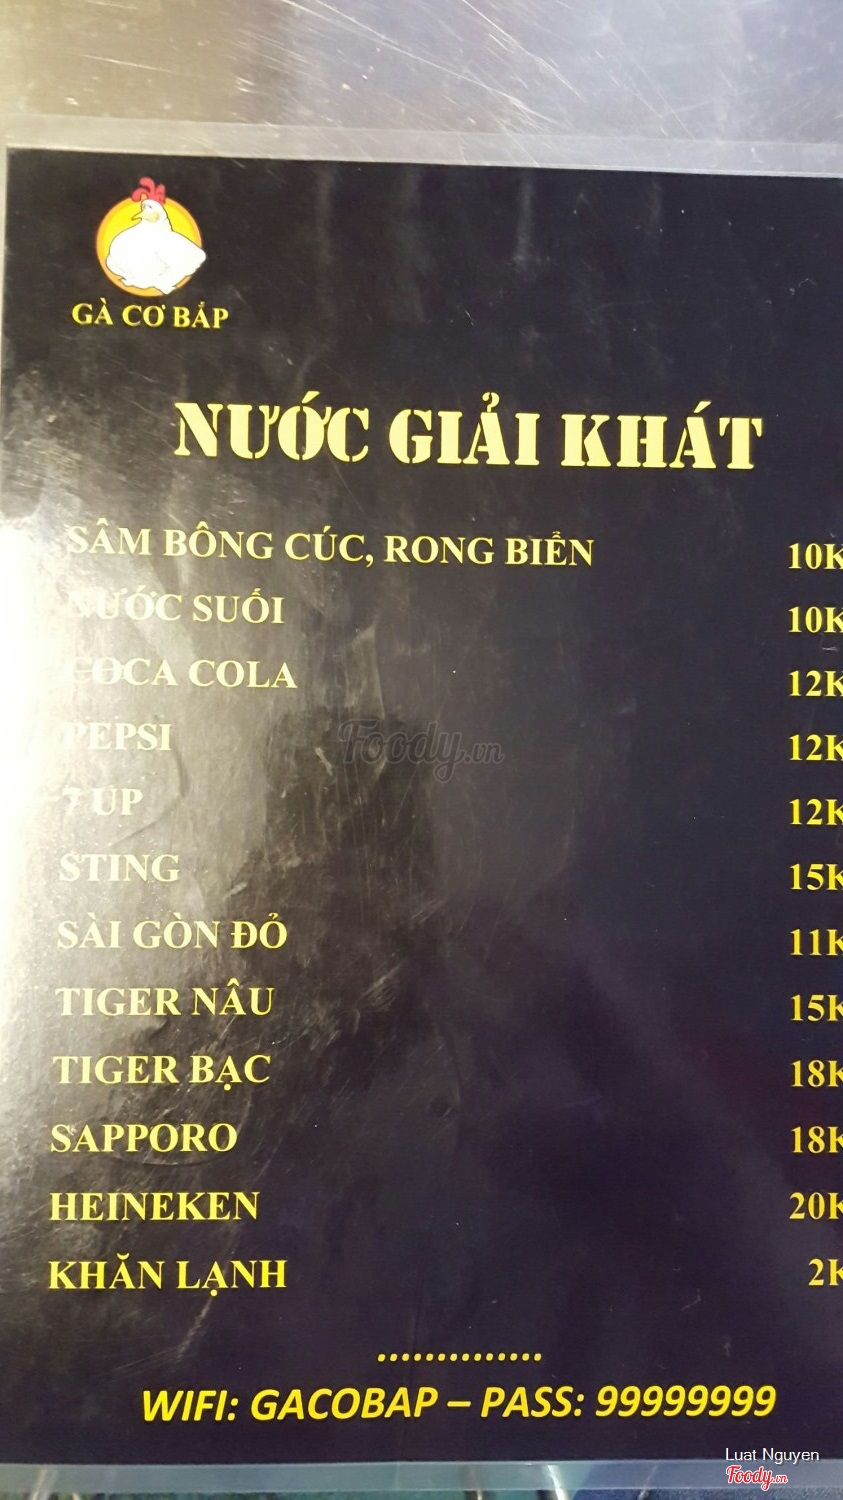 GÀ CƠ BẮP
NƯỚC GIẢI KHÁT
SÂM BÔNG CÚC, RONG BIỂN 10K
NƯỚC SUỐI 10K
COCA COLA 12K
PEPSI 12K
7 UP 12K
STING 15K
SÀI GÒN ĐỎ 11K
TIGER NÂU 15K
TIGER BẠC 18K
SAPPORO 18K
HEINEKEN 20K
KHĂN LẠNH 2K
..............
WIFI: GACOBAP – PASS: 99999999
Foody.vn
Luat Nguyen
Foody.vn